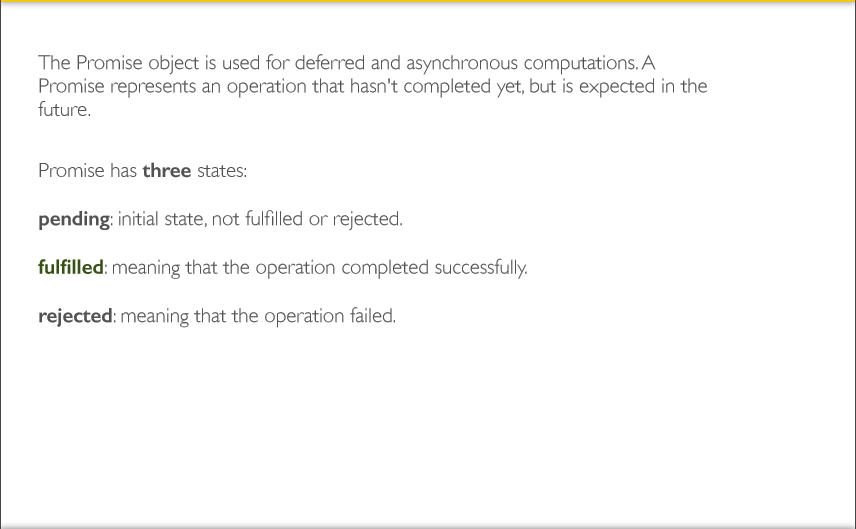 The Promise object is used for deferred and asynchronous computations. A
Promise represents an operation that hasn't completed yet, but is expected in the
future.
Promise has three states:
pending: initial state, not fulfilled or rejected.
fulfilled: meaning that the operation completed successfully.
rejected: meaning that the operation failed.